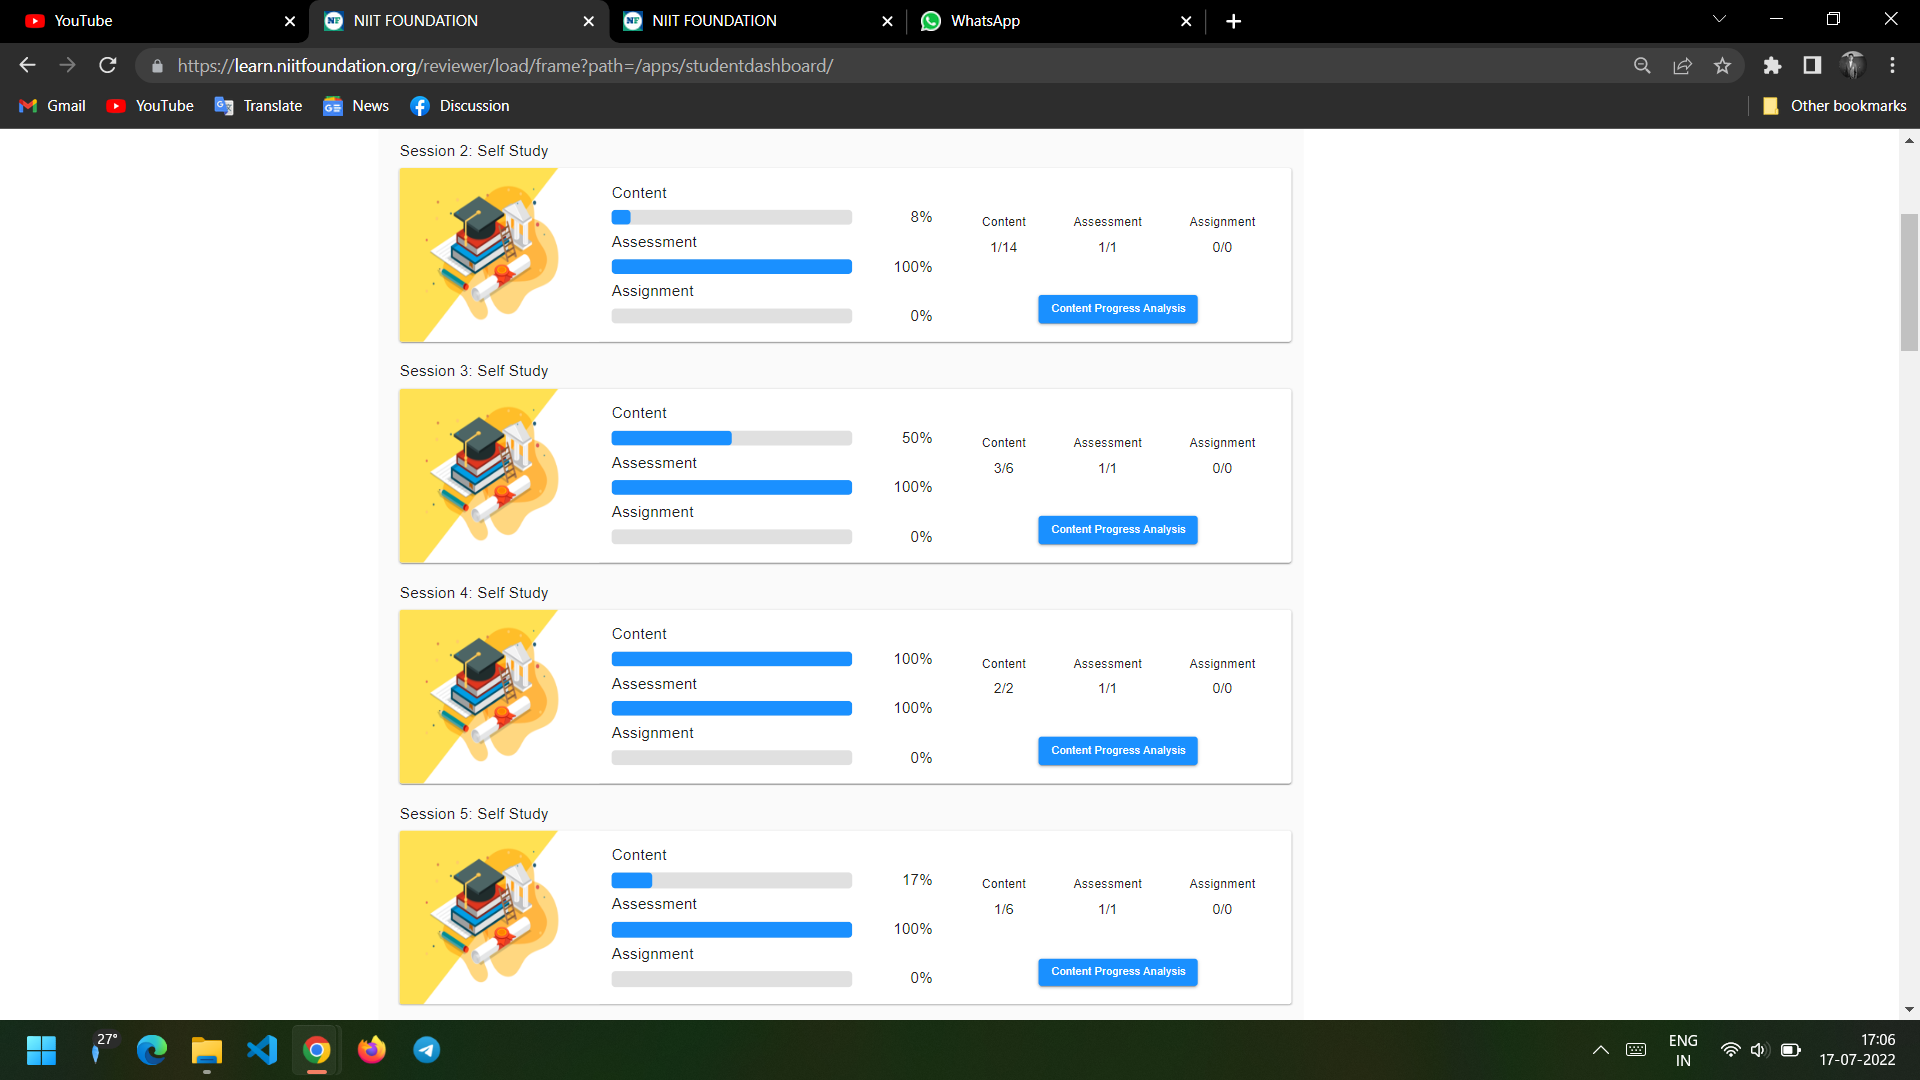 YouTube
NIIT FOUNDATION
NIIT FOUNDATION
WhatsApp
https://learn.niitfoundation.org/reviewer/load/frame?path=/apps/studentdashboard/
Gmail
YouTube
Translate
News
Discussion
Other bookmarks
Session 2: Self Study
Content
8%
Assessment
100%
Assignment
0%
Content Assessment Assignment
1/14 1/1 0/0
Content Progress Analysis
Session 3: Self Study
Content
50%
Assessment
100%
Assignment
0%
Content Assessment Assignment
3/6 1/1 0/0
Content Progress Analysis
Session 4: Self Study
Content
100%
Assessment
100%
Assignment
0%
Content Assessment Assignment
2/2 1/1 0/0
Content Progress Analysis
Session 5: Self Study
Content
17%
Assessment
100%
Assignment
0%
Content Assessment Assignment
1/6 1/1 0/0
Content Progress Analysis
27°
ENG
IN
17:06
17-07-2022